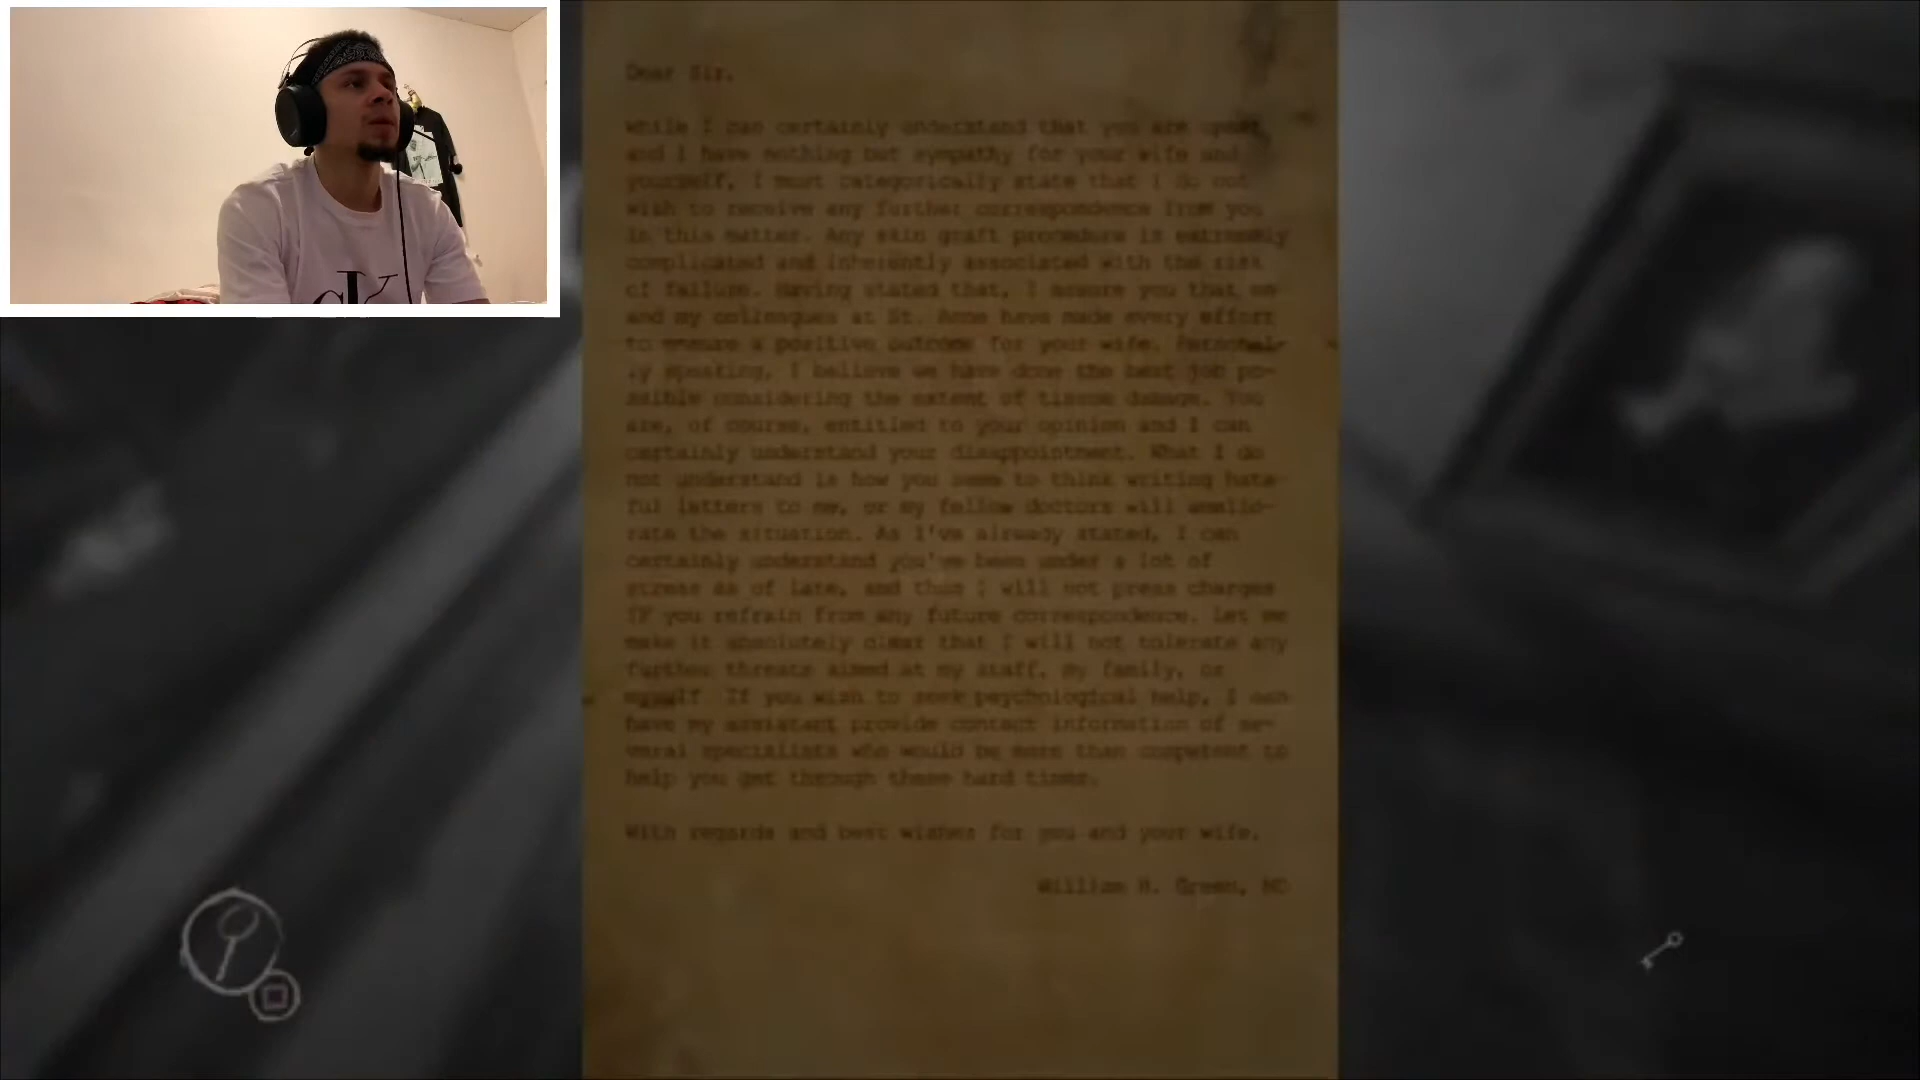 Dear Sir,
While I can certainly understand that you are upset
and I have nothing but sympathy for your wife and
yourself, I must categorically state that I do not
wish to receive any further correspondence from you
in this matter. Any skin graft procedure is extremely
complicated and inherently associated with the risk
of failure. Having stated that, I assure you that me
and my colleagues at St. Anne have made every effort
to ensure a positive outcome for your wife. Personal-
ly speaking, I believe we have done the best job po-
ssible considering the extent of tissue damage. You
are, of course, entitled to your opinion and I can
certainly understand your disappointment. What I do
not understand is how you seem to think writing hate-
ful letters to me, or my fellow doctors will amelio-
rate the situation. As I've already stated, I can
certainly understand you've been under a lot of
stress as of late, and thus I will not press charges
IF you refrain from any future correspondence. Let me
make it absolutely clear that I will not tolerate any
further threats aimed at my staff, my family, or
myself. If you wish to seek psychological help, I can
have my assistant provide contact information of se-
veral specialists who would be more than competent to
help you get through these hard times.
With regards and best wishes for you and your wife,
William H. Green, MD
CK